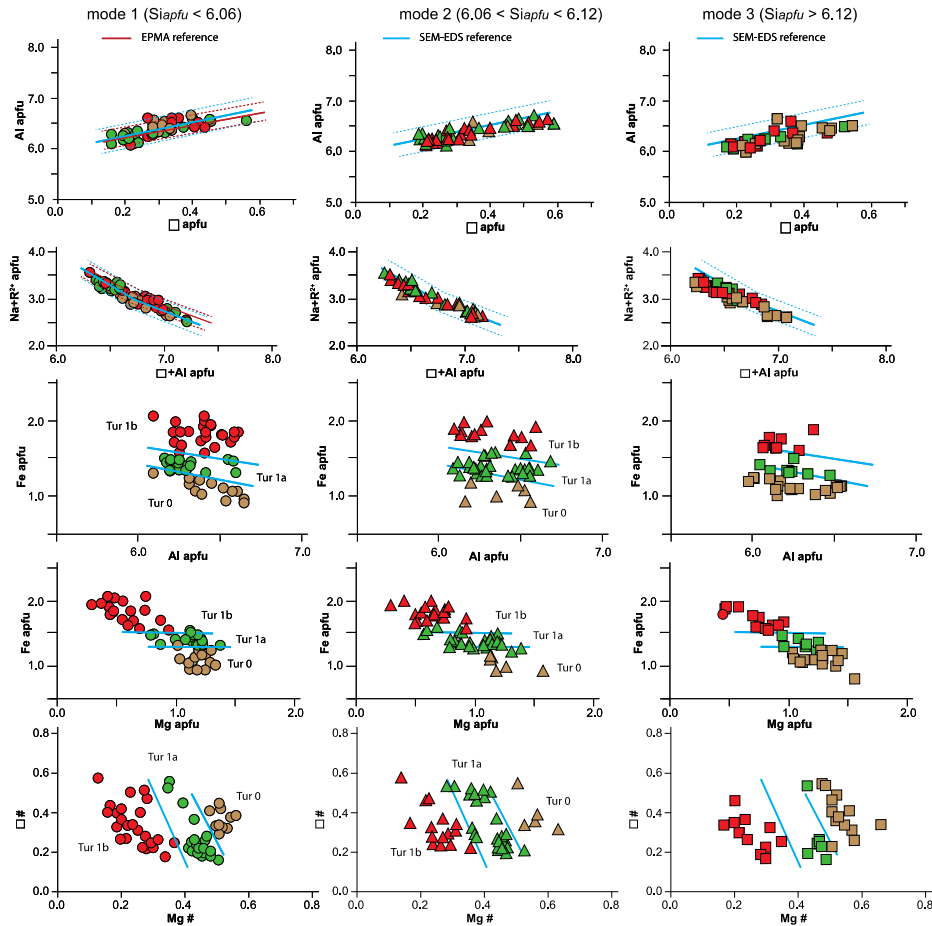 mode 1 (Siapfu < 6.06)
mode 2 (6.06 < Siapfu < 6.12)
mode 3 (Siapfu > 6.12)
EPMA reference
SEM-EDS reference
SEM-EDS reference
8.0
7.0
6.0
5.0
Al apfu
0.0 0.2 0.4 0.6
□ apfu
8.0
7.0
6.0
5.0
Al apfu
0.0 0.2 0.4 0.6
□ apfu
8.0
7.0
6.0
5.0
Al apfu
0.0 0.2 0.4 0.6
□ apfu
4.0
3.0
2.0
Na+R²⁺ apfu
6.0 7.0 8.0
□+Al apfu
4.0
3.0
2.0
Na+R²⁺ apfu
6.0 7.0 8.0
□+Al apfu
4.0
3.0
2.0
Na+R²⁺ apfu
6.0 7.0 8.0
□+Al apfu
2.0
1.0
Fe apfu
Tur 1b
Tur 1a
Tur 0
6.0 7.0
Al apfu
2.0
1.0
Fe apfu
Tur 1b
Tur 1a
Tur 0
6.0 7.0
Al apfu
2.0
1.0
Fe apfu
6.0 7.0
Al apfu
2.0
1.0
Fe apfu
Tur 1b
Tur 1a
Tur 0
0.0 1.0 2.0
Mg apfu
2.0
1.0
Fe apfu
Tur 1b
Tur 1a
Tur 0
0.0 1.0 2.0
Mg apfu
2.0
1.0
Fe apfu
0.0 1.0 2.0
Mg apfu
0.8
0.6
0.4
0.2
0.0
□#
Tur 1a
Tur 0
Tur 1b
0.0 0.2 0.4 0.6 0.8
Mg #
0.8
0.6
0.4
0.2
0.0
□#
Tur 1a
Tur 0
Tur 1b
0.0 0.2 0.4 0.6 0.8
Mg #
0.8
0.6
0.4
0.2
0.0
□#
0.0 0.2 0.4 0.6 0.8
Mg #